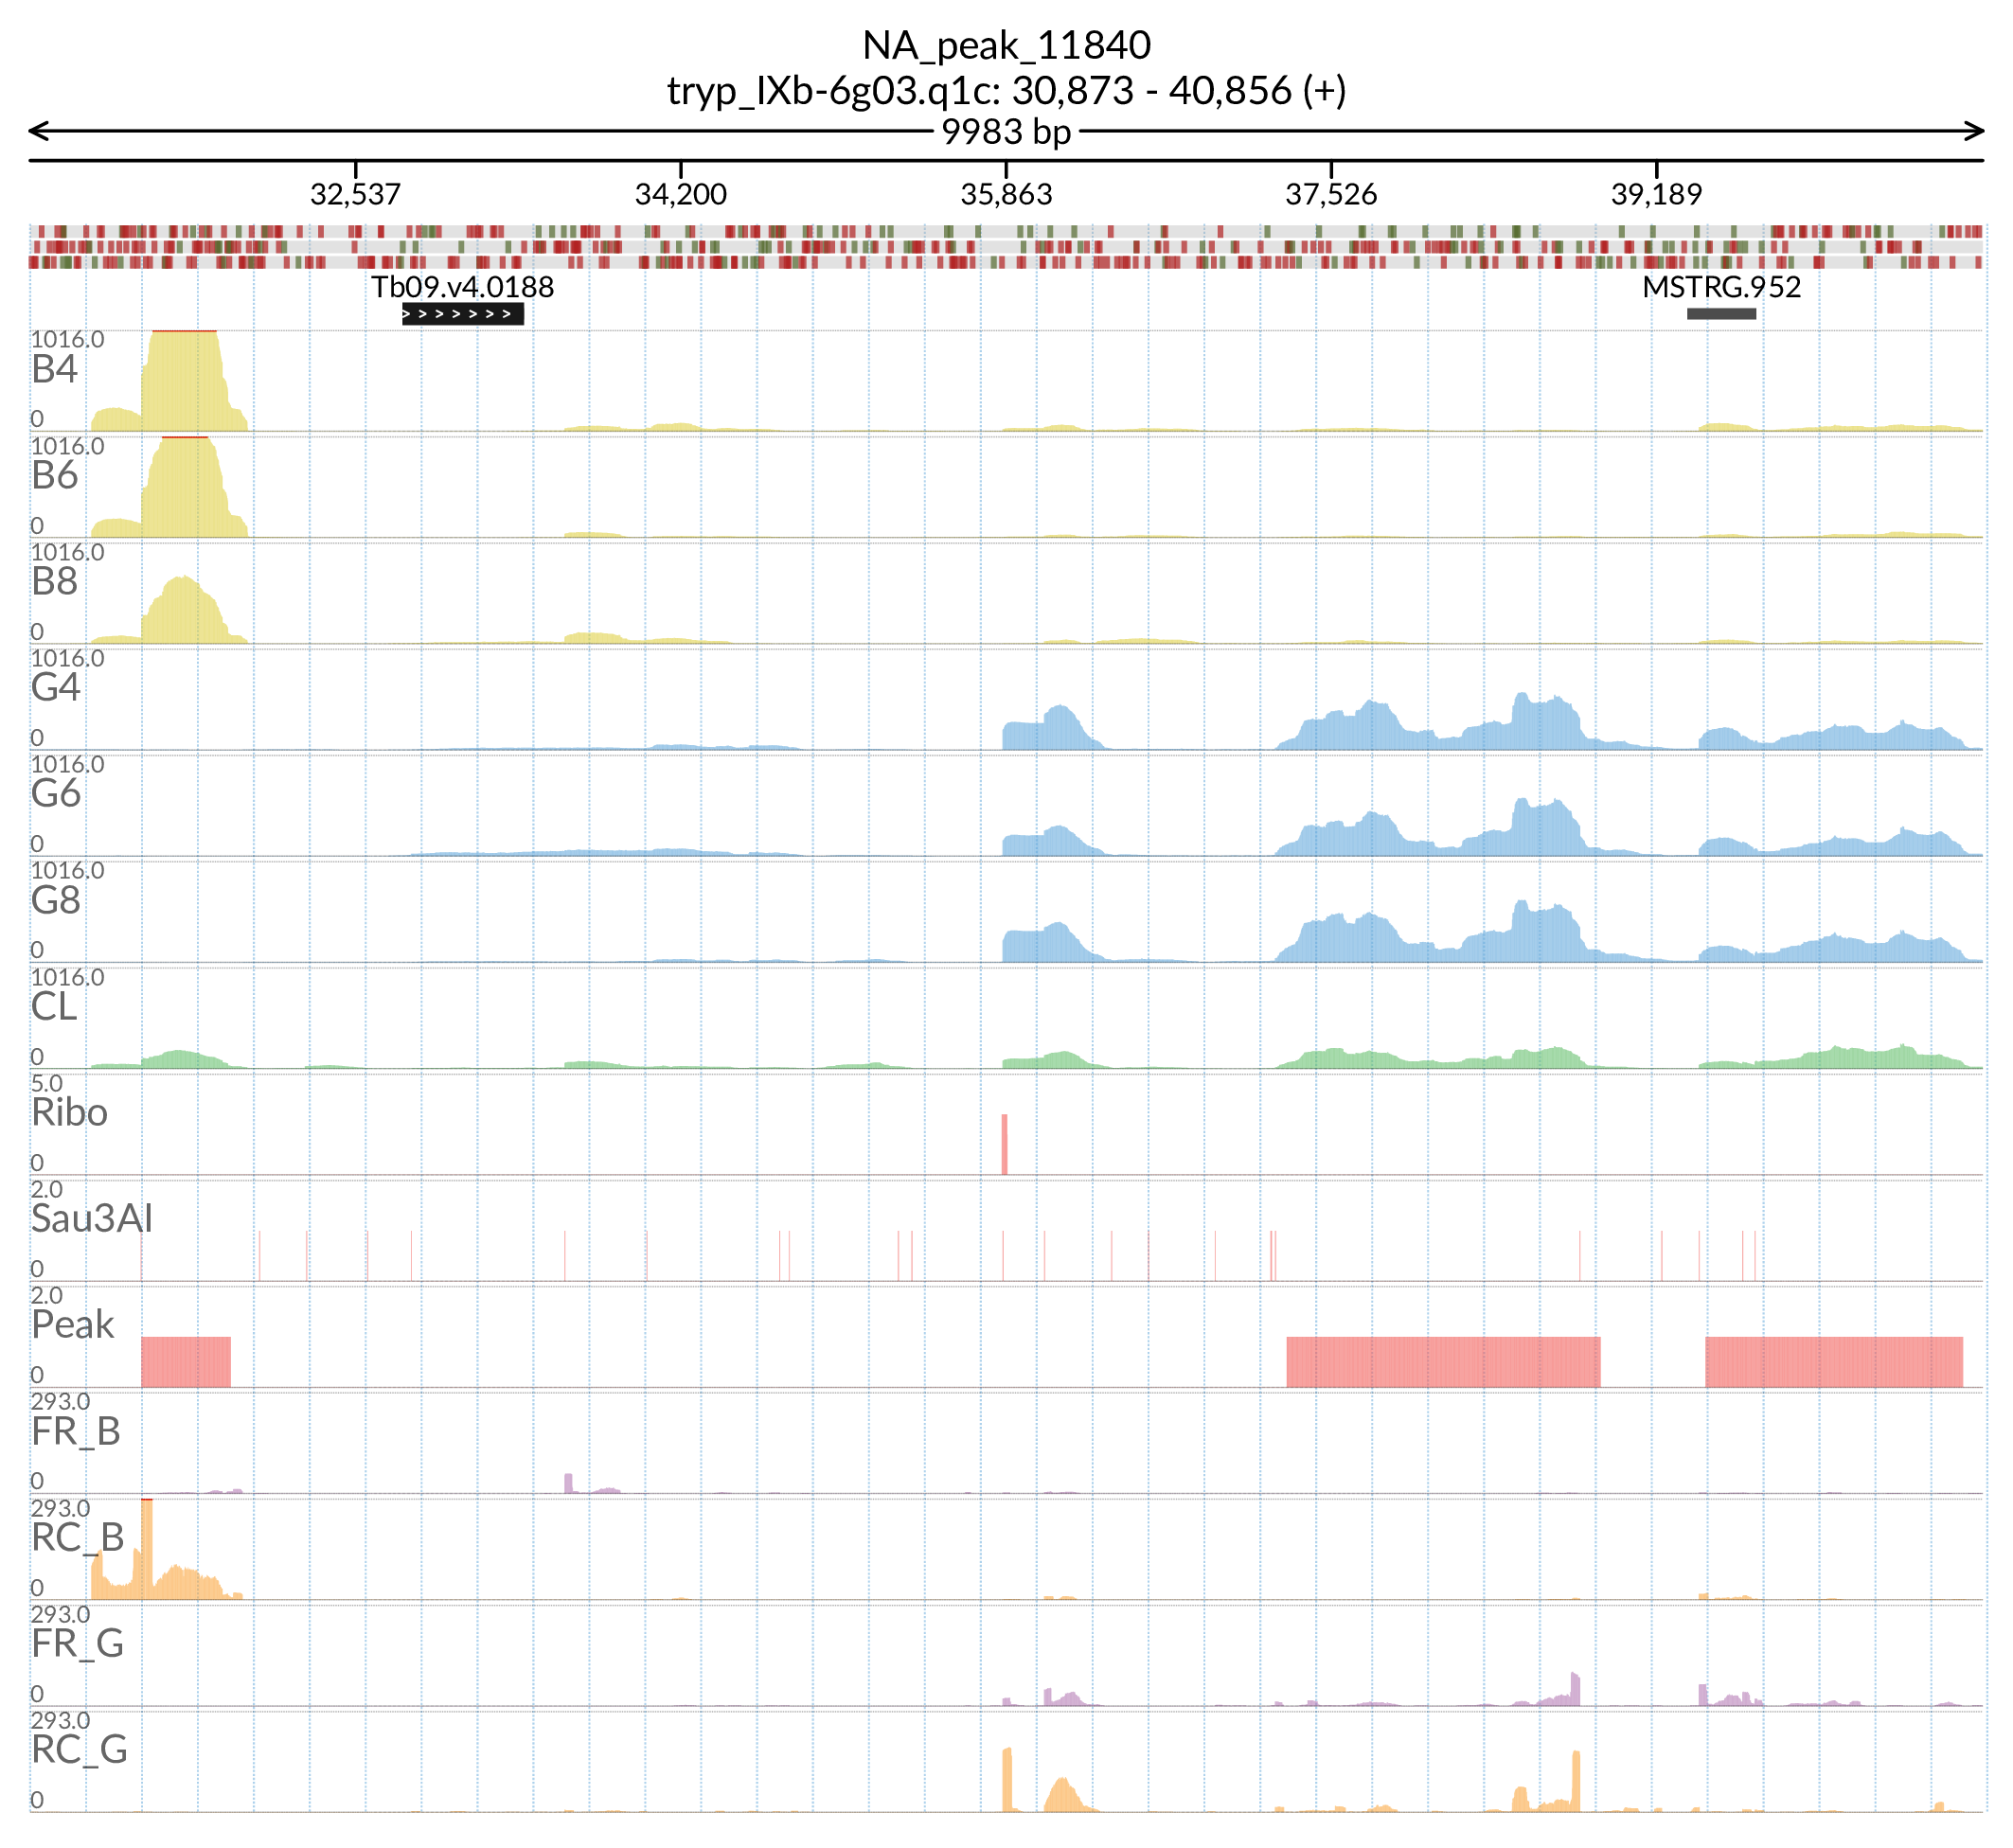 NA_peak_11840
tryp_IXb-6g03.q1c: 30,873 - 40,856 (+)
9983 bp
32,537 34,200 35,863 37,526 39,189
Tb09.v4.0188 MSTRG.952
> > > > > > >
1016.0
B4
0
1016.0
B6
0
1016.0
B8
0
1016.0
G4
0
1016.0
G6
0
1016.0
G8
0
1016.0
CL
0
5.0
Ribo
0
2.0
Sau3AI
0
2.0
Peak
0
293.0
FR_B
0
293.0
RC_B
0
293.0
FR_G
0
293.0
RC_G
0